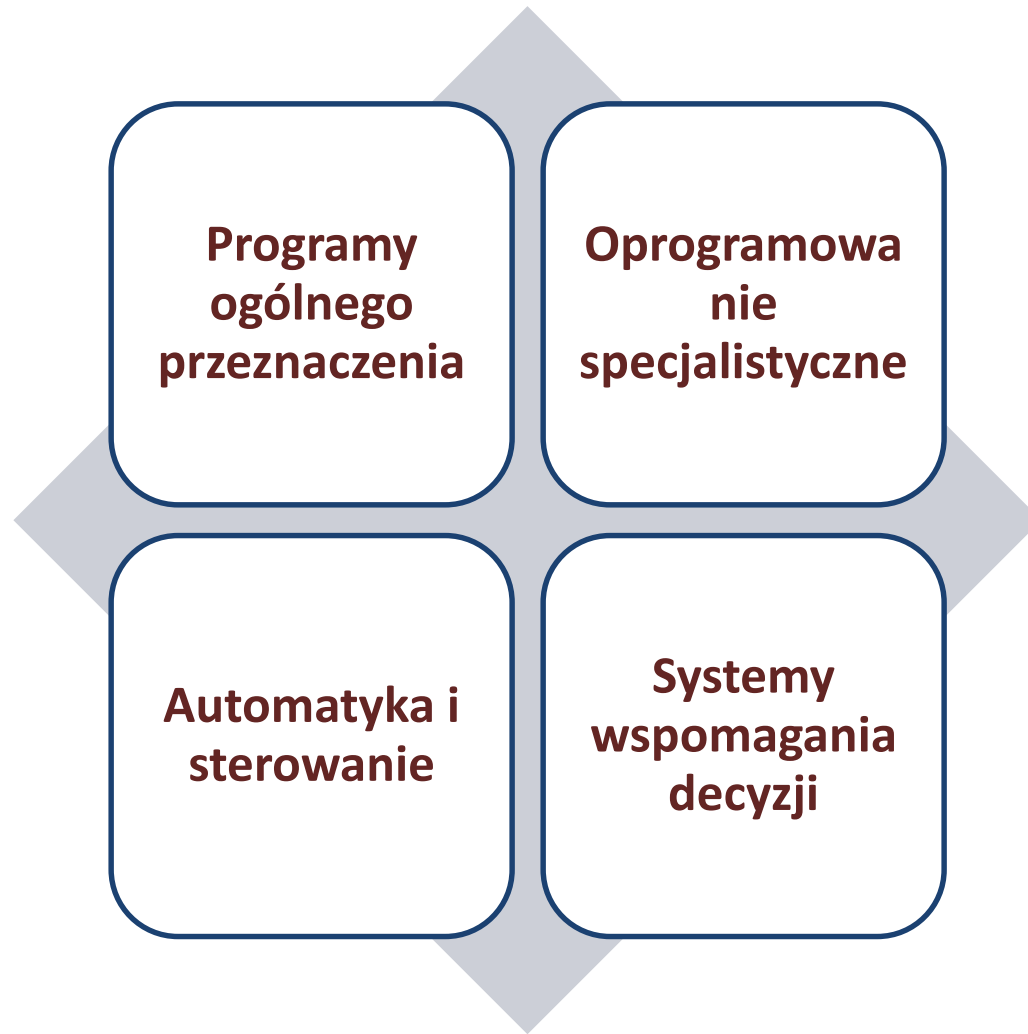 Programy
ogólnego
przeznaczenia
Oprogramowa
nie
specjalistyczne
Automatyka i
sterowanie
Systemy
wspomagania
decyzji